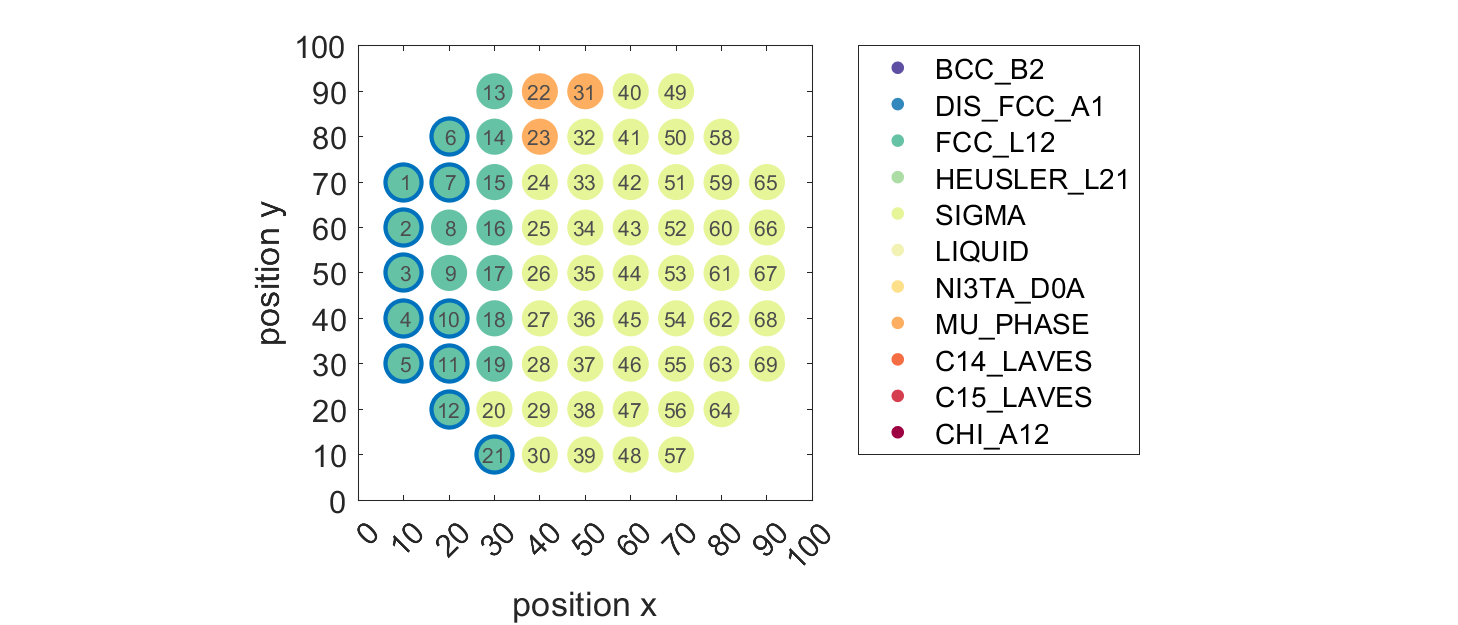 100
90
80
70
60
50
40
30
20
10
0
position y
13 22 31 40 49
6 14 23 32 41 50 58
1 7 15 24 33 42 51 59 65
2 8 16 25 34 43 52 60 66
3 9 17 26 35 44 53 61 67
4 10 18 27 36 45 54 62 68
5 11 19 28 37 46 55 63 69
12 20 29 38 47 56 64
21 30 39 48 57
0 10 20 30 40 50 60 70 80 90 100
position x
BCC_B2
DIS_FCC_A1
FCC_L12
HEUSLER_L21
SIGMA
LIQUID
NI3TA_D0A
MU_PHASE
C14_LAVES
C15_LAVES
CHI_A12